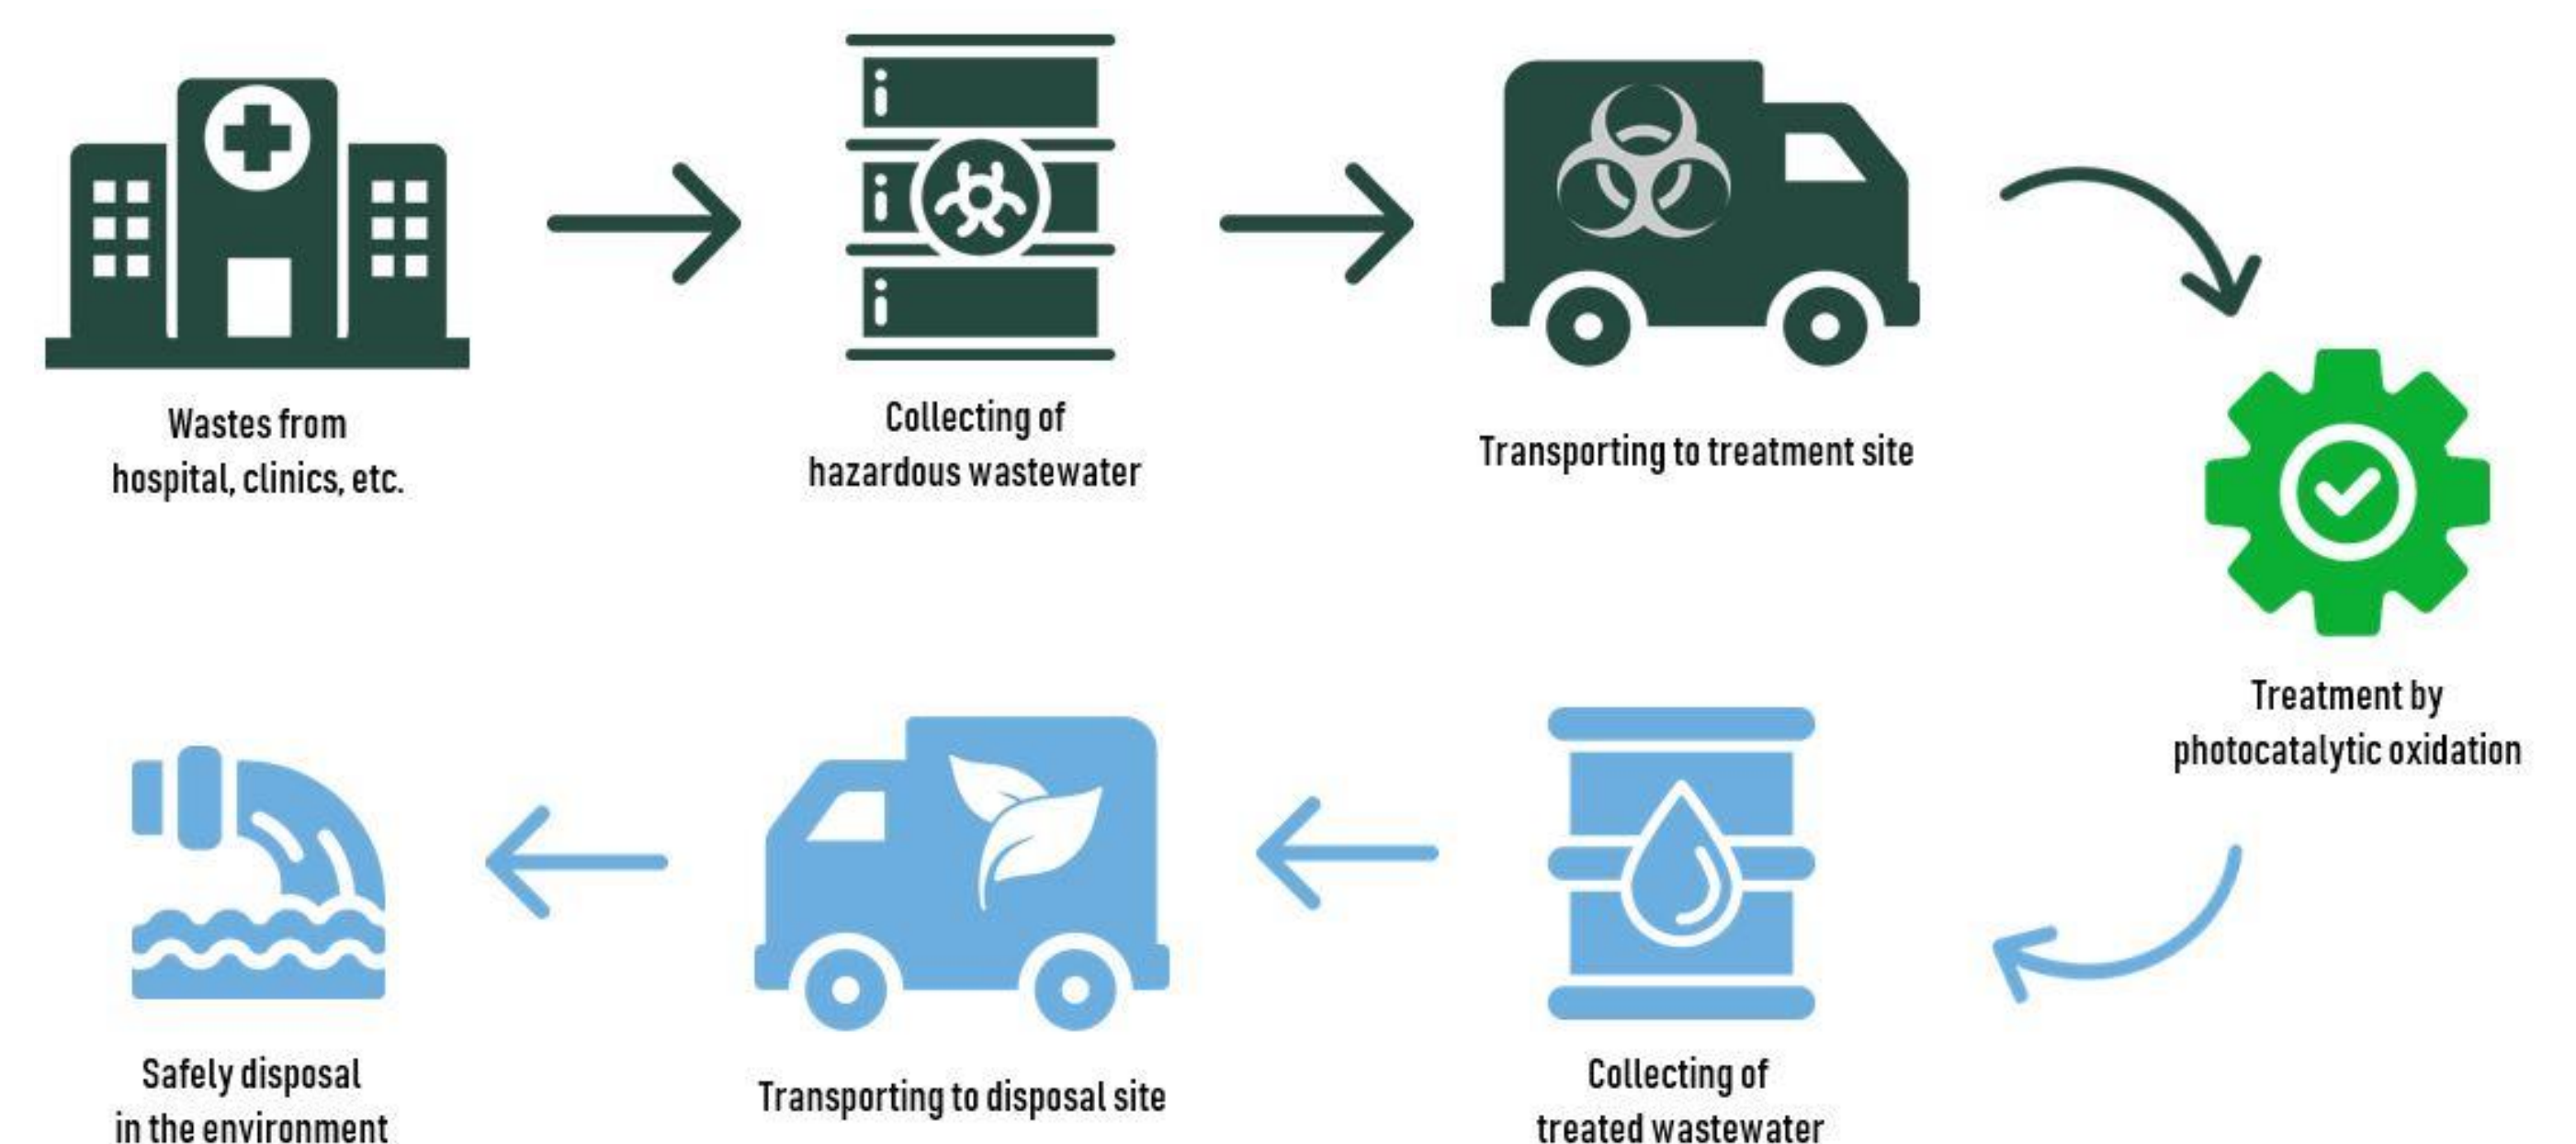 Wastes from
hospital, clinics, etc.
Collecting of
hazardous wastewater
Transporting to treatment site
Treatment by
photocatalytic oxidation
Collecting of
treated wastewater
Transporting to disposal site
Safely disposal
in the environment